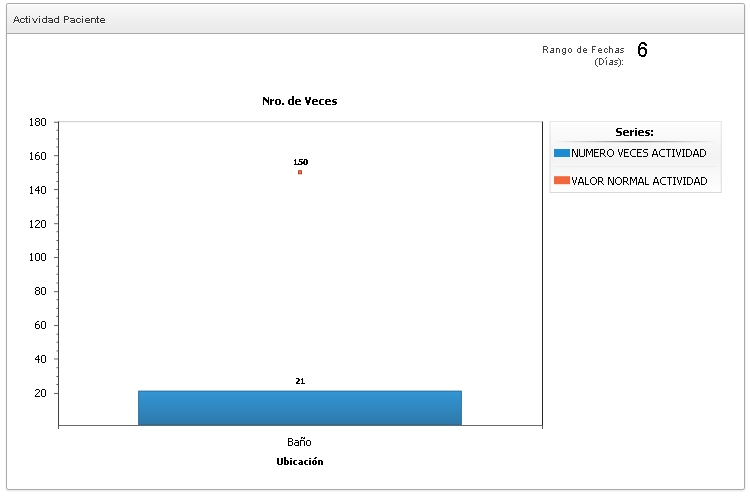 Actividad Paciente
Rango de Fechas 6
(Días):
Nro. de Veces
180
160
140
120
100
80
60
40
20
150
21
Baño
Ubicación
Series:
NUMERO VECES ACTIVIDAD
VALOR NORMAL ACTIVIDAD